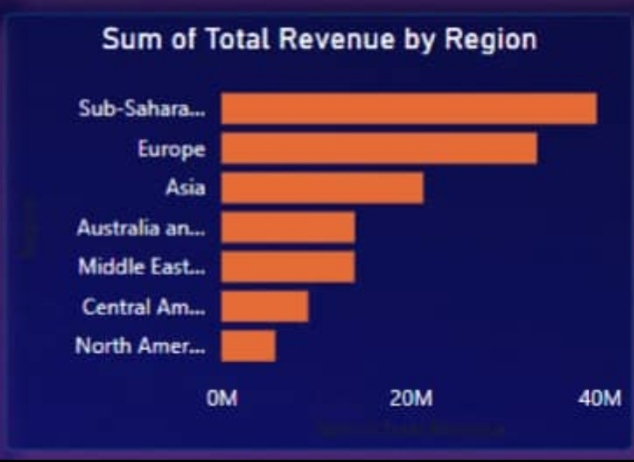 Sum of Total Revenue by Region
Sub-Sahara...
Europe
Asia
Australia an...
Middle East...
Central Am...
North Amer...
0M 20M 40M